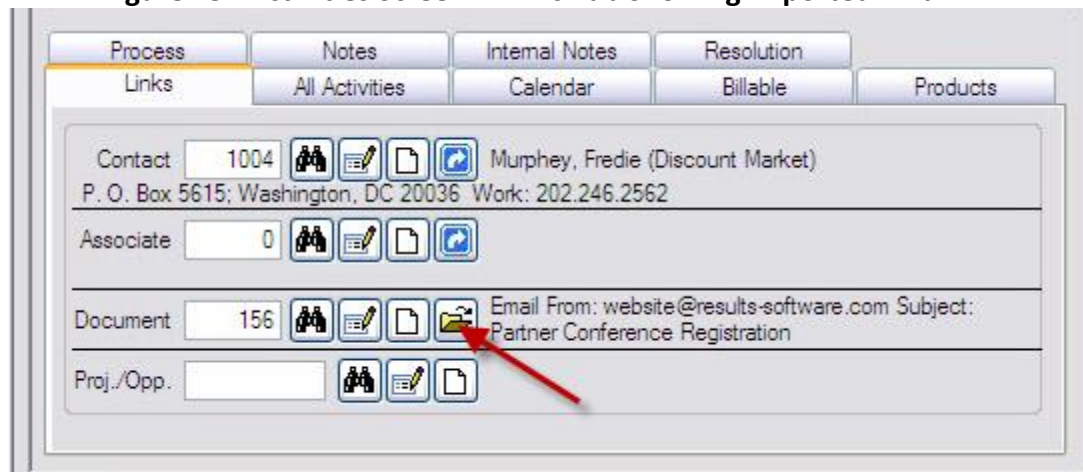 Process Notes Internal Notes Resolution
Links All Activities Calendar Billable Products
Contact 1004 Murphey, Fredie (Discount Market)
P. O. Box 5615; Washington, DC 20036 Work: 202.246.2562
Associate 0
Document 156 Email From: website@results-software.com Subject:
Partner Conference Registration
Proj./Opp.